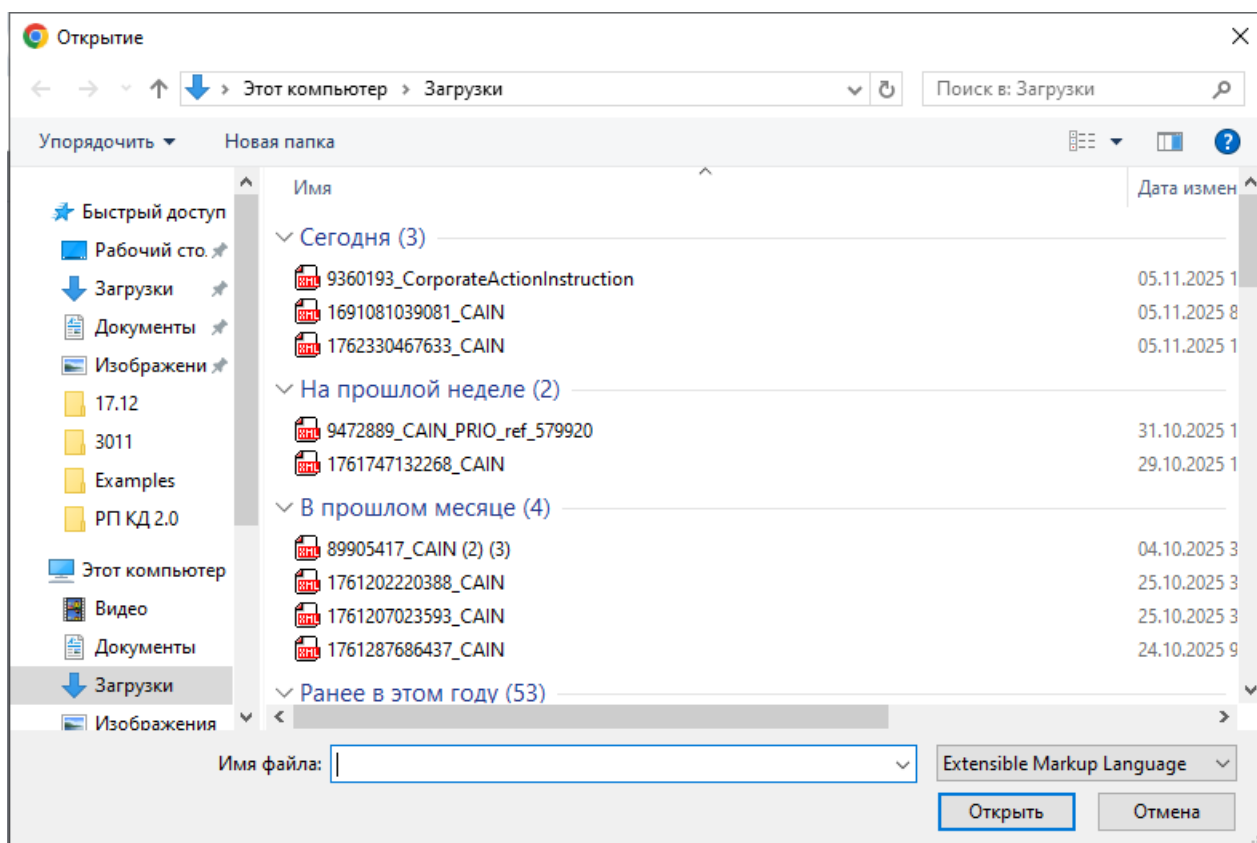 Открытие
Этот компьютер › Загрузки
Поиск в: Загрузки
Упорядочить
Новая папка
Имя
Дата измен
Быстрый доступ
Рабочий сто.
Загрузки
Документы
Изображени
17.12
3011
Examples
РП КД 2.0
Этот компьютер
Видео
Документы
Загрузки
Изображения
Сегодня (3)
9360193_CorporateActionInstruction 05.11.2025 1
1691081039081_CAIN 05.11.2025 8
1762330467633_CAIN 05.11.2025 1
На прошлой неделе (2)
9472889_CAIN_PRIO_ref_579920 31.10.2025 1
1761747132268_CAIN 29.10.2025 1
В прошлом месяце (4)
89905417_CAIN (2) (3) 04.10.2025 3
1761202220388_CAIN 25.10.2025 3
1761207023593_CAIN 25.10.2025 3
1761287686437_CAIN 24.10.2025 9
Ранее в этом году (53)
Имя файла:
Extensible Markup Language
Открыть
Отмена